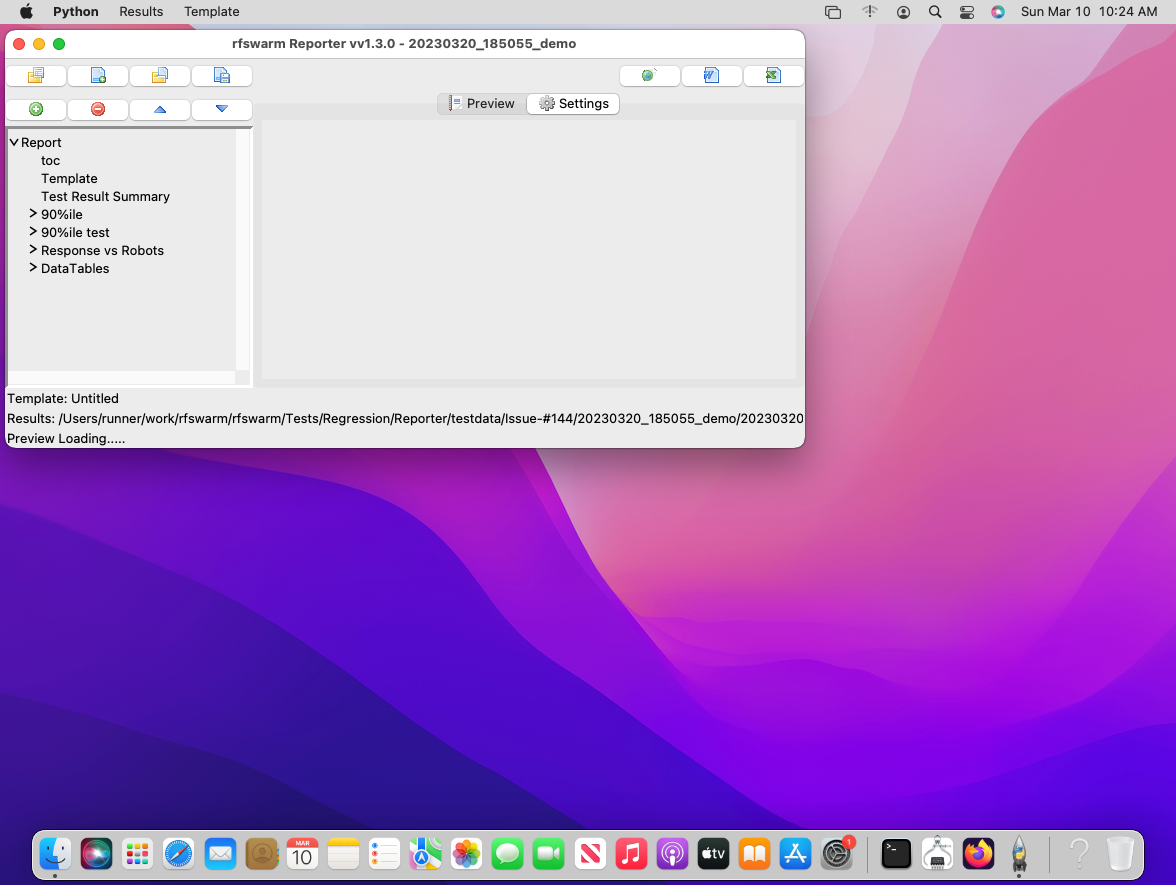 Python Results Template Sun Mar 10 10:24 AM
rfswarm Reporter vv1.3.0 - 20230320_185055_demo
Preview Settings
Report
toc
Template
Test Result Summary
90%ile
90%ile test
Response vs Robots
DataTables
Template: Untitled
Results: /Users/runner/work/rfswarm/rfswarm/Tests/Regression/Reporter/testdata/Issue-#144/20230320_185055_demo/20230320
Preview Loading.....
MAR
10
tv
1